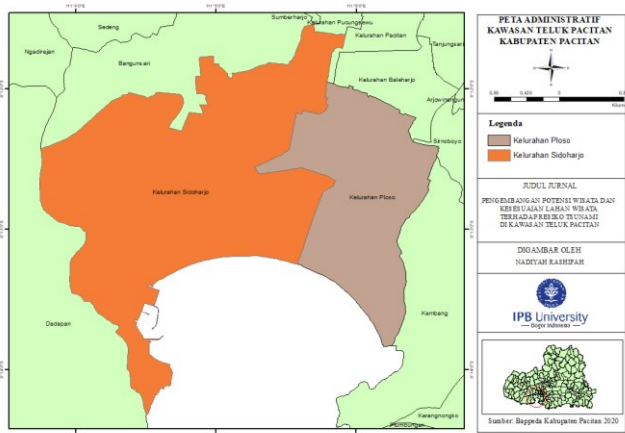 Sumberharjo
Kelurahan Pucangsewu
Sedeng
Kelurahan Pacitan
Tanjungsari
Ngadirejan
Bangunsari
Kelurahan Baleharjo
Arjowinangun
Sirnoboyo
Kelurahan Sidoharjo
Kelurahan Ploso
Dadapan
Kembang
Karangnongko
Plumbungan
PETA ADMINISTRATIF
KAWASAN TELUK PACITAN
KABUPATEN PACITAN
Legenda
Kelurahan Ploso
Kelurahan Sidoharjo
JUDUL JURNAL
PENGEMBANGAN POTENSI WISATA DAN
KESESUAIAN LAHAN WISATA
TERHADAP RESIKO TSUNAMI
DI KAWASAN TELUK PACITAN
DIGAMBAR OLEH
NADIYAH RASHIFAH
IPB University
Bogor Indonesia
Sumber: Bappeda Kabupaten Pacitan 2020